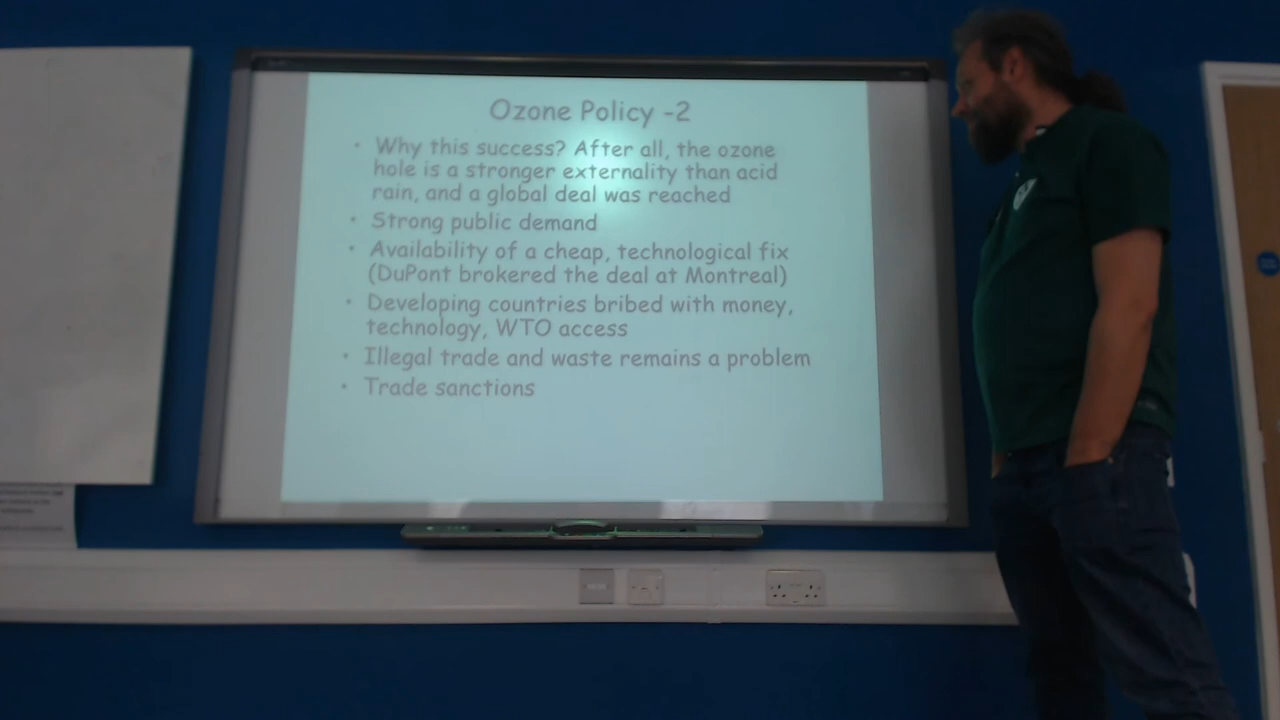 Ozone Policy -2
• Why this success? After all, the ozone
hole is a stronger externality than acid
rain, and a global deal was reached
• Strong public demand
• Availability of a cheap, technological fix
(DuPont brokered the deal at Montreal)
• Developing countries bribed with money,
technology, WTO access
• Illegal trade and waste remains a problem
• Trade sanctions